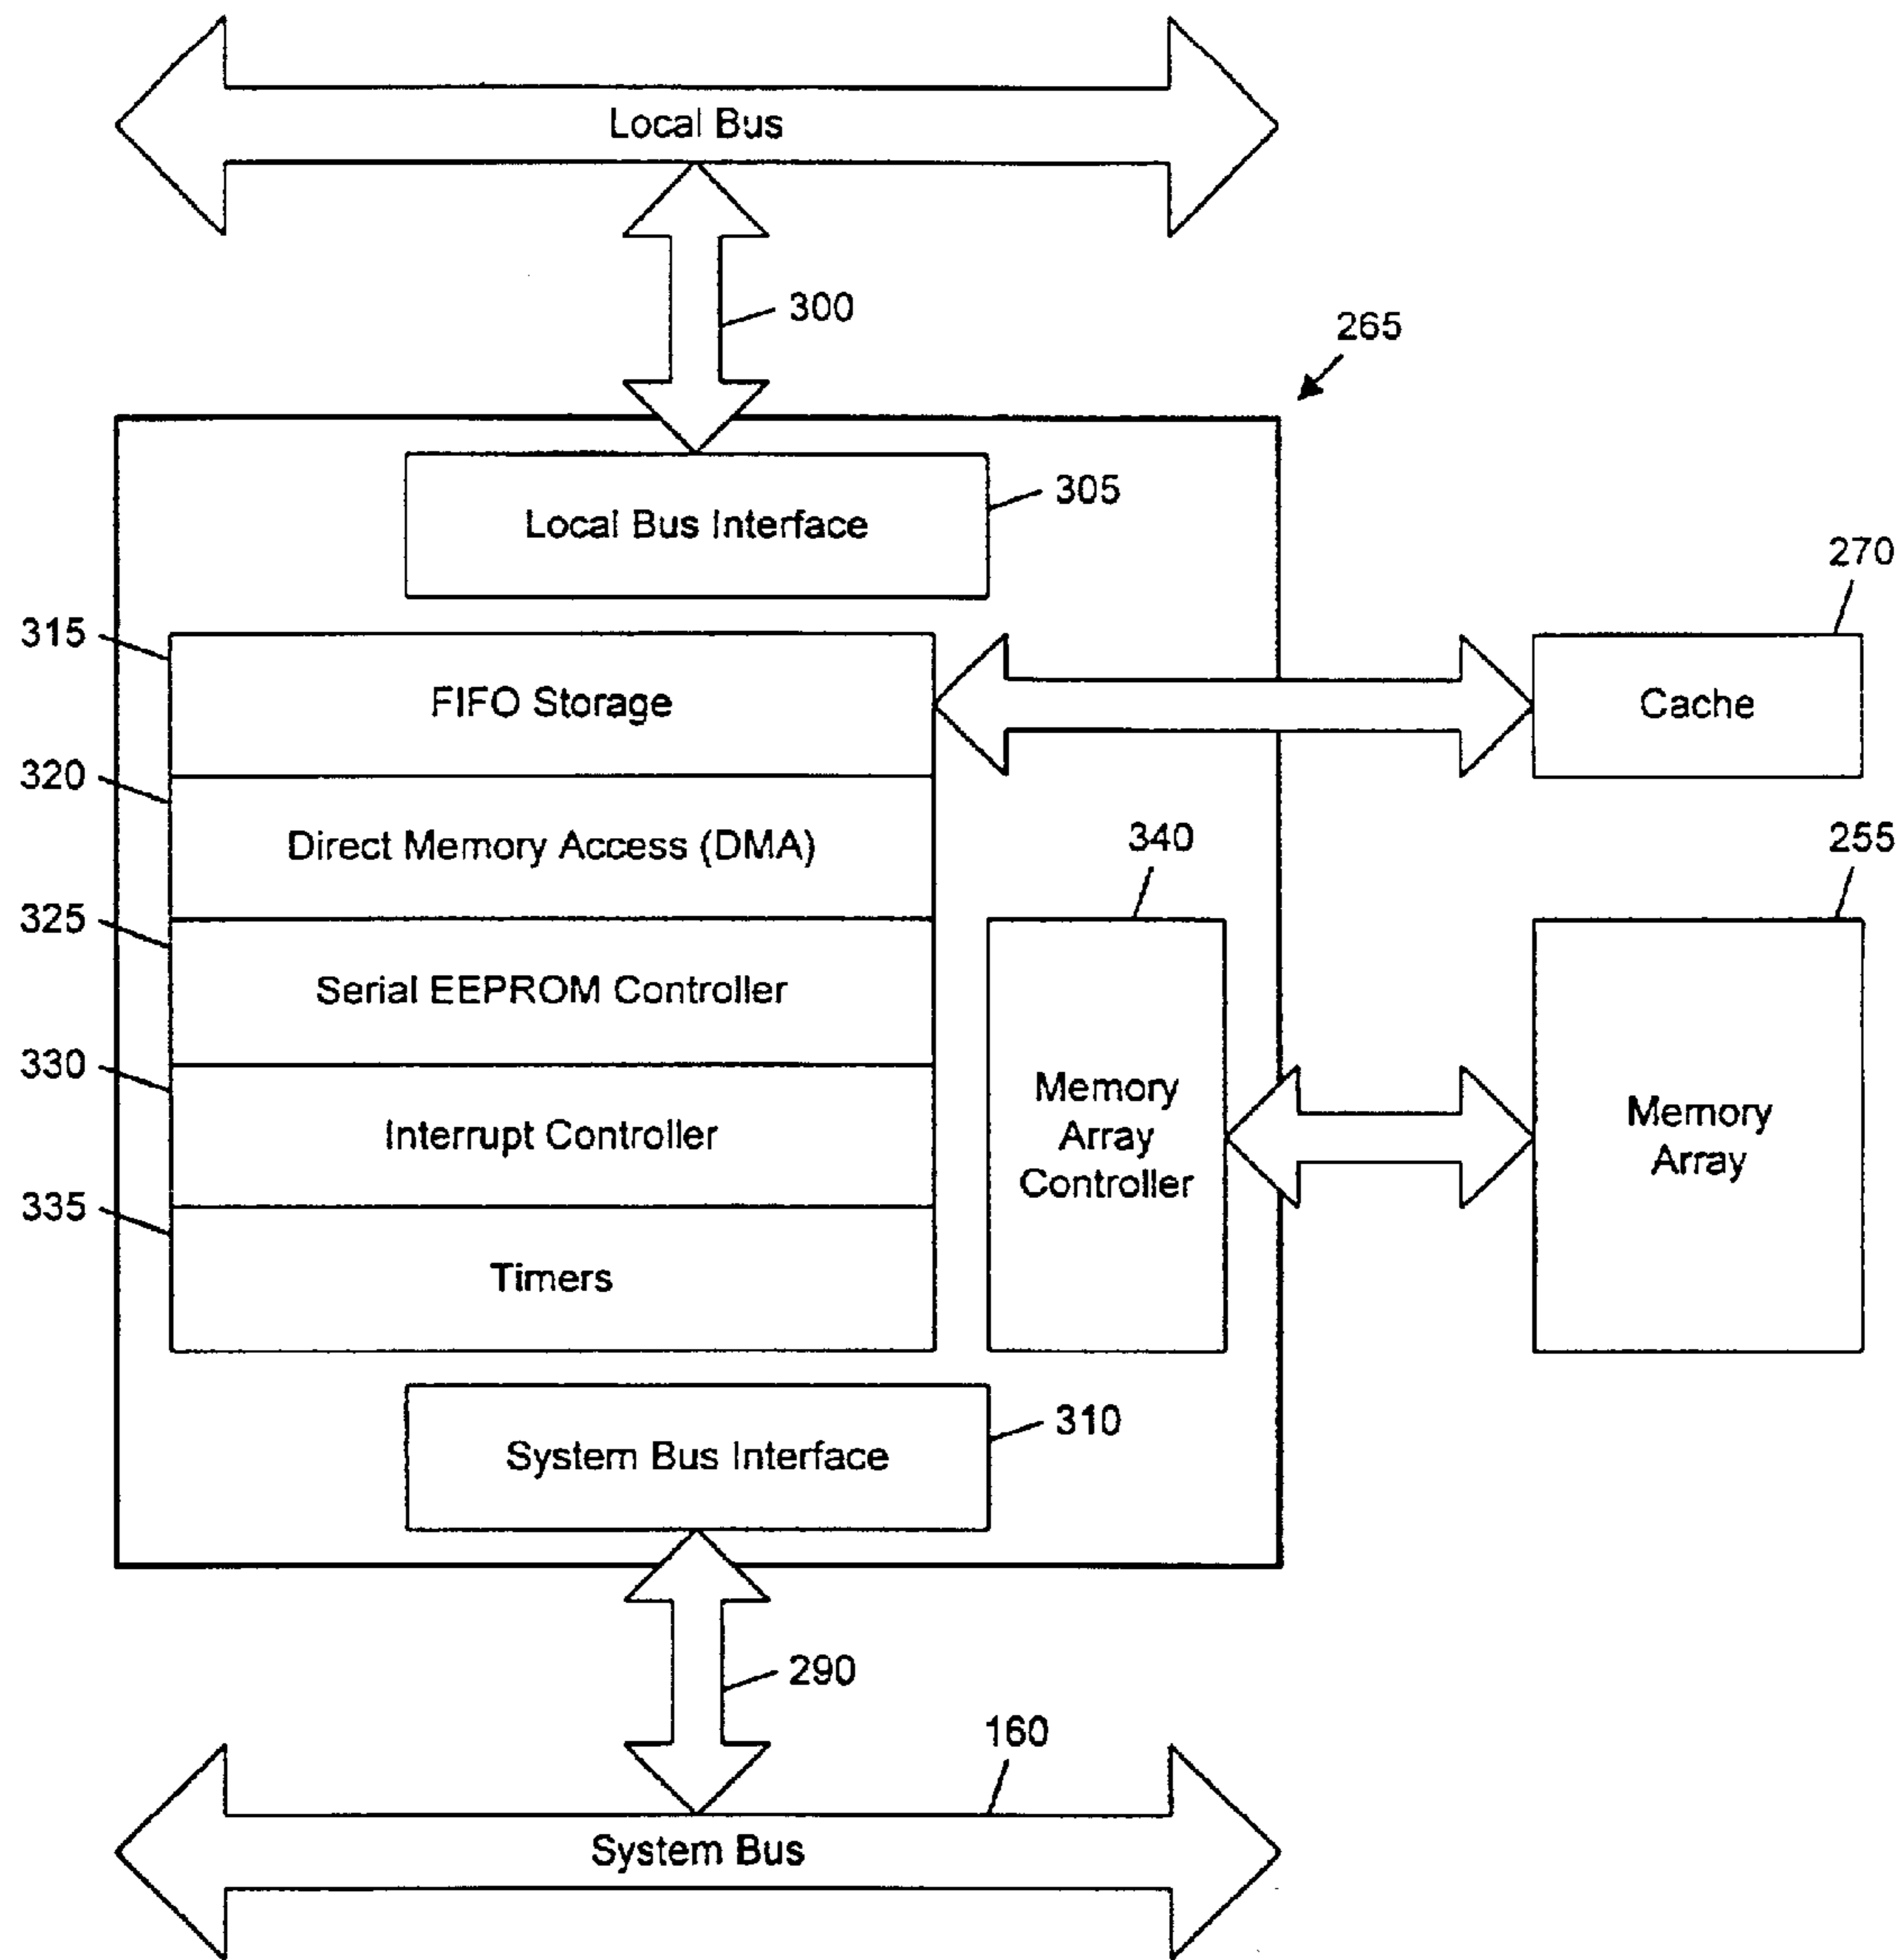 Local Bus
300
265
305
Local Bus Interface
270
315
FIFO Storage
Cache
320
Direct Memory Access (DMA)
340
255
325
Serial EEPROM Controller
330
Interrupt Controller
Memory
Array
Controller
Memory
Array
335
Timers
310
System Bus Interface
290
160
System Bus